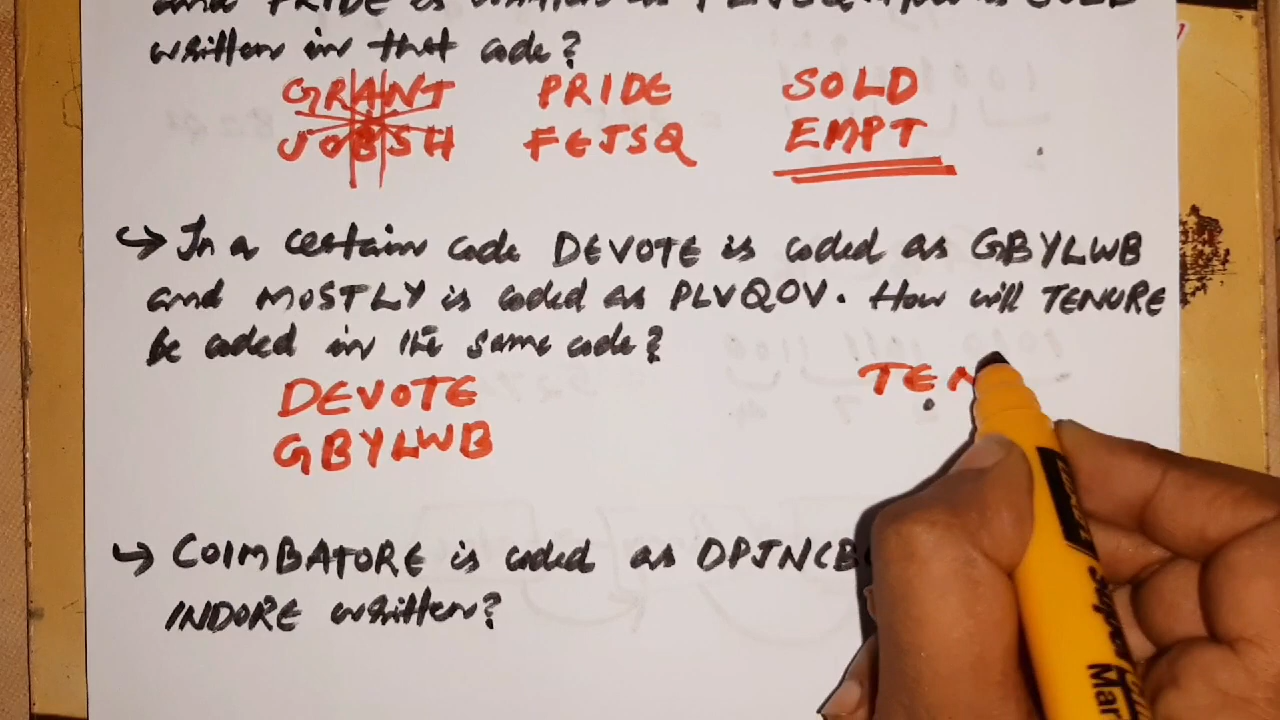 written in that code?
GRANT PRIDE SOLD
FEJSQ EMPT
→ In a certain code DEVOTE is coded as GBYLWB
and MOSTLY is coded as PLVQOV. How will TENURE
be coded in the same code?
DEVOTE TEN
GBYLWB
→ COIMBATORE is coded as DPJNCB
INDORE written?